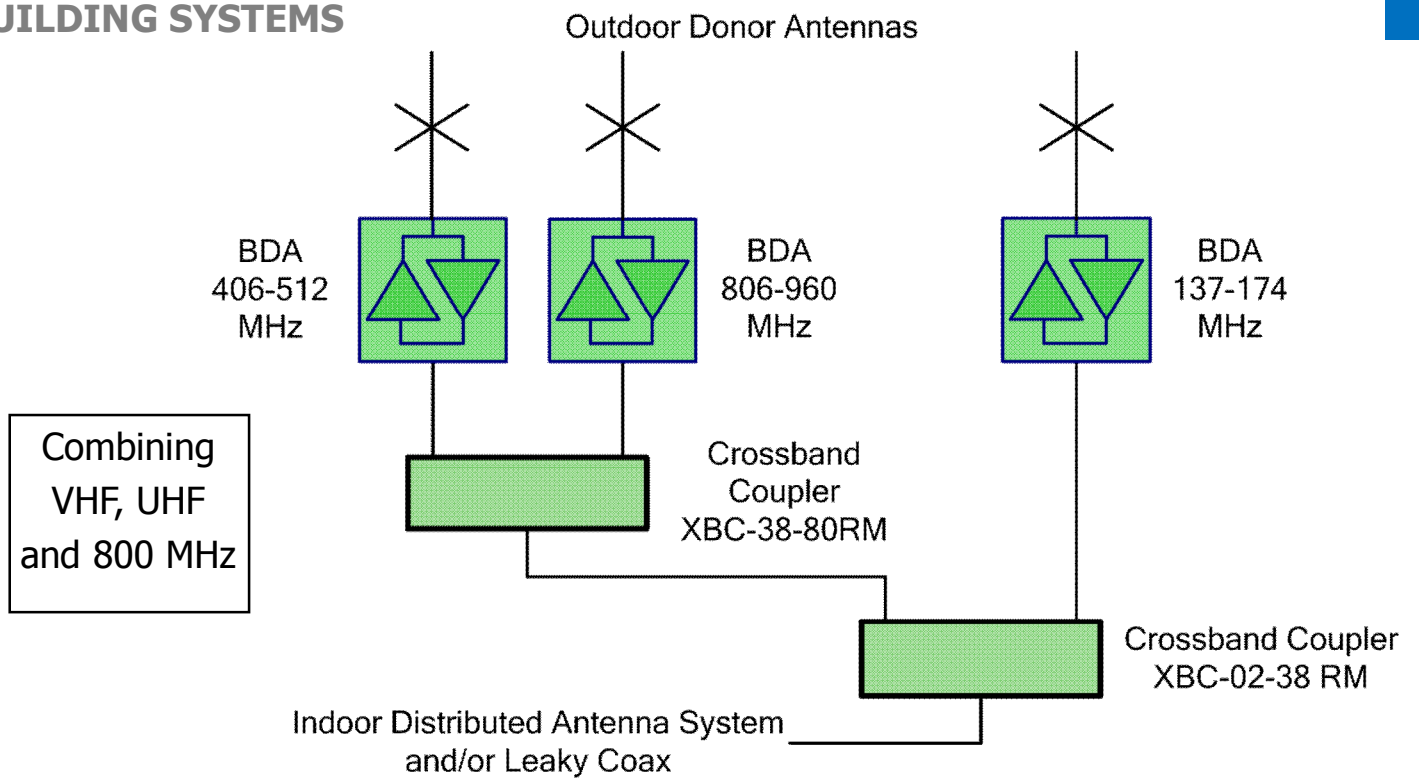 UILDING SYSTEMS
Outdoor Donor Antennas
BDA
406-512
MHz
BDA
806-960
MHz
BDA
137-174
MHz
Combining
VHF, UHF
and 800 MHz
Crossband
Coupler
XBC-38-80RM
Crossband Coupler
XBC-02-38 RM
Indoor Distributed Antenna System
and/or Leaky Coax